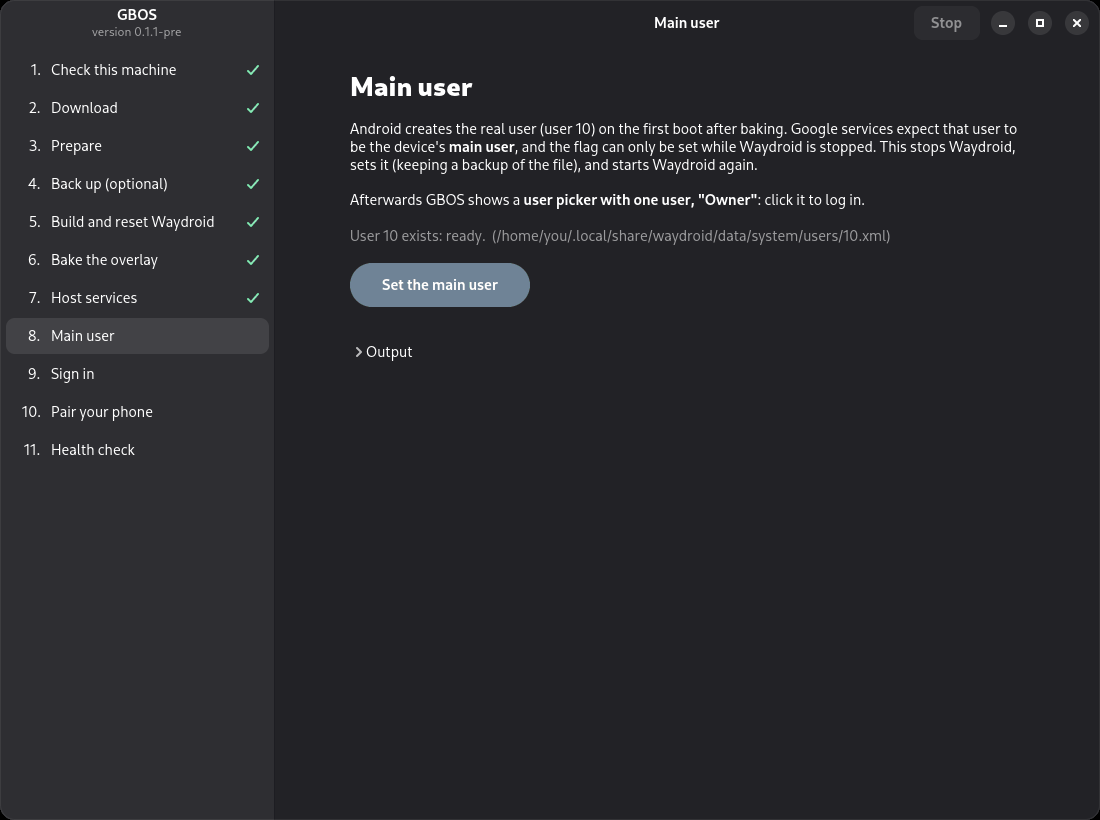 GBOS
version 0.1.1-pre
1. Check this machine
2. Download
3. Prepare
4. Back up (optional)
5. Build and reset Waydroid
6. Bake the overlay
7. Host services
8. Main user
9. Sign in
10. Pair your phone
11. Health check
Main user
Stop
Main user
Android creates the real user (user 10) on the first boot after baking. Google services expect that user to
be the device's main user, and the flag can only be set while Waydroid is stopped. This stops Waydroid,
sets it (keeping a backup of the file), and starts Waydroid again.
Afterwards GBOS shows a user picker with one user, "Owner": click it to log in.
User 10 exists: ready. (/home/you/.local/share/waydroid/data/system/users/10.xml)
Set the main user
Output